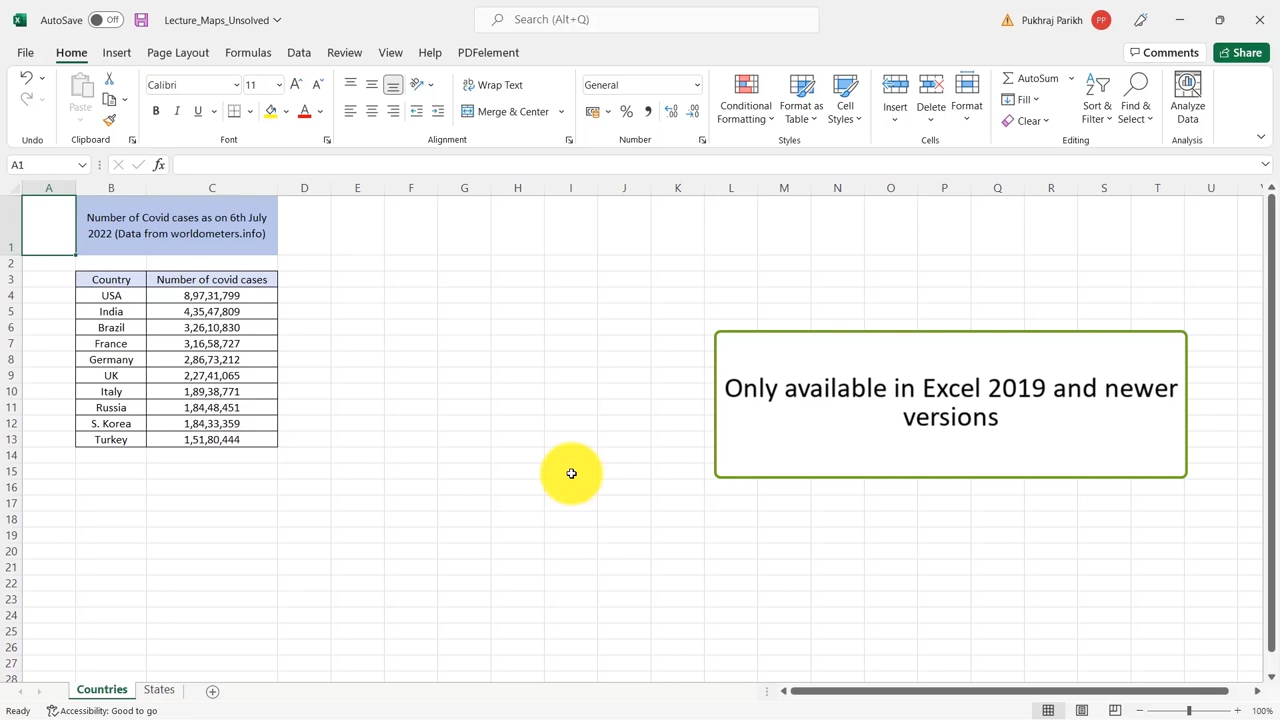 AutoSave Off Lecture_Maps_Unsolved Search (Alt+Q) Pukhraj Parikh PP
File Home Insert Page Layout Formulas Data Review View Help PDFelement Comments Share
Paste Calibri 11 Wrap Text General Conditional Formatting Format as Table Cell Styles Insert Delete Format AutoSum Sort & Filter Find & Select Analyze Data
B I U Merge & Center % Fill
Clear
Undo Clipboard Font Alignment Number Styles Cells Editing Analysis
A1 fx
A B C D E F G H I J K L M N O P Q R S T U
Number of Covid cases as on 6th July
1 2022 (Data from worldometers.info)
2
3 Country Number of covid cases
4 USA 8,97,31,799
5 India 4,35,47,809
6 Brazil 3,26,10,830
7 France 3,16,58,727
8 Germany 2,86,73,212
9 UK 2,27,41,065
10 Italy 1,89,38,771
11 Russia 1,84,48,451
12 S. Korea 1,84,33,359
13 Turkey 1,51,80,444
14
15
16
17
18
19
20
21
22
23
24
25
26
27
28
Only available in Excel 2019 and newer
versions
Countries States
Ready Accessibility: Good to go 100%